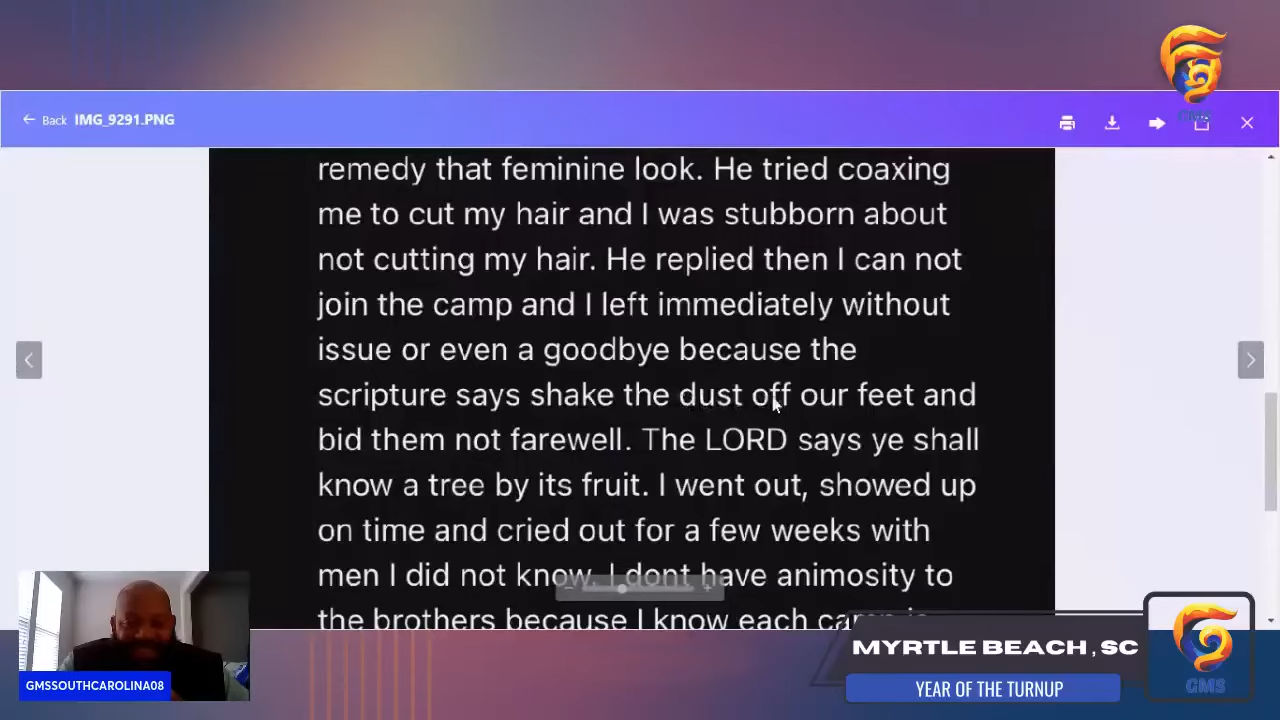 GMS
Back IMG_9291.PNG
remedy that feminine look. He tried coaxing
me to cut my hair and I was stubborn about
not cutting my hair. He replied then I can not
join the camp and I left immediately without
issue or even a goodbye because the
scripture says shake the dust off our feet and
bid them not farewell. The LORD says ye shall
know a tree by its fruit. I went out, showed up
on time and cried out for a few weeks with
men I did not know. I dont have animosity to
the brothers because I know each
MYRTLE BEACH , SC
YEAR OF THE TURNUP
GMS
GMSSOUTHCAROLINA08